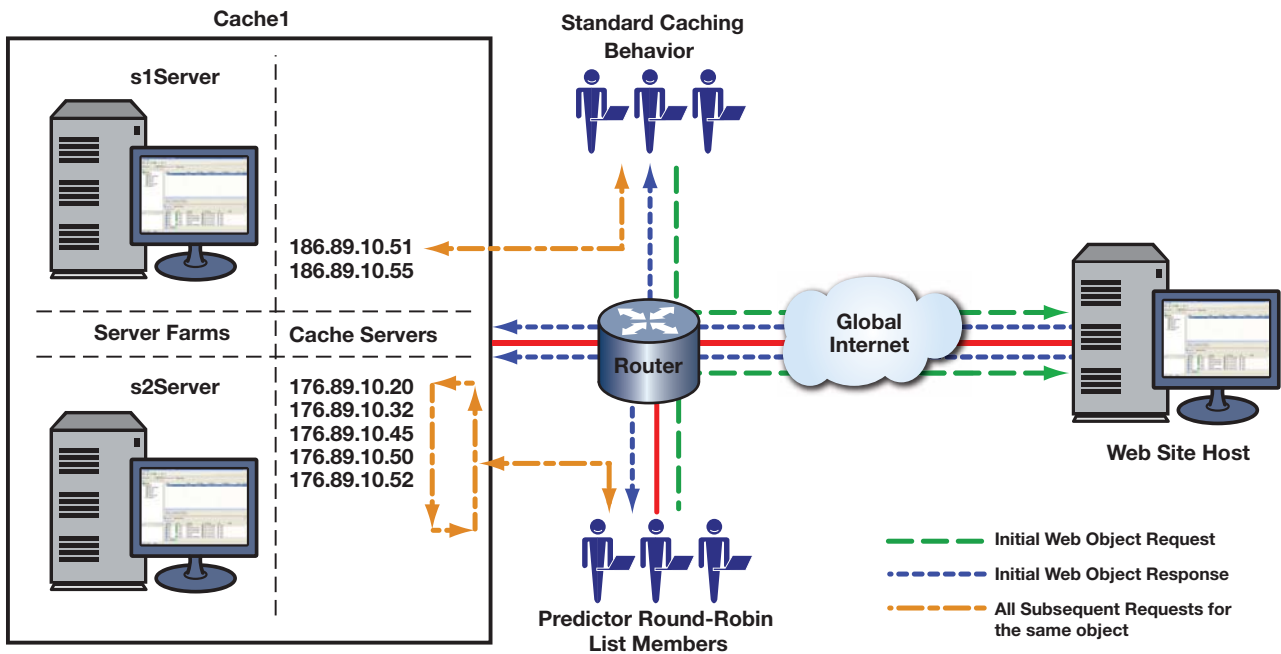 Cache1
Standard Caching
Behavior
s1Server
186.89.10.51
186.89.10.55
Server Farms
Cache Servers
Router
Global
Internet
s2Server
176.89.10.20
176.89.10.32
176.89.10.45
176.89.10.50
176.89.10.52
Web Site Host
Predictor Round-Robin
List Members
Initial Web Object Request
Initial Web Object Response
All Subsequent Requests for
the same object